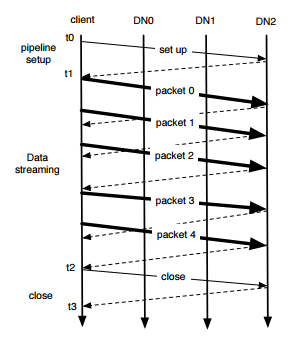 client DN0 DN1 DN2
t0
pipeline
setup
set up
t1
packet 0
packet 1
Data
streaming
packet 2
packet 3
packet 4
t2
close
close
t3